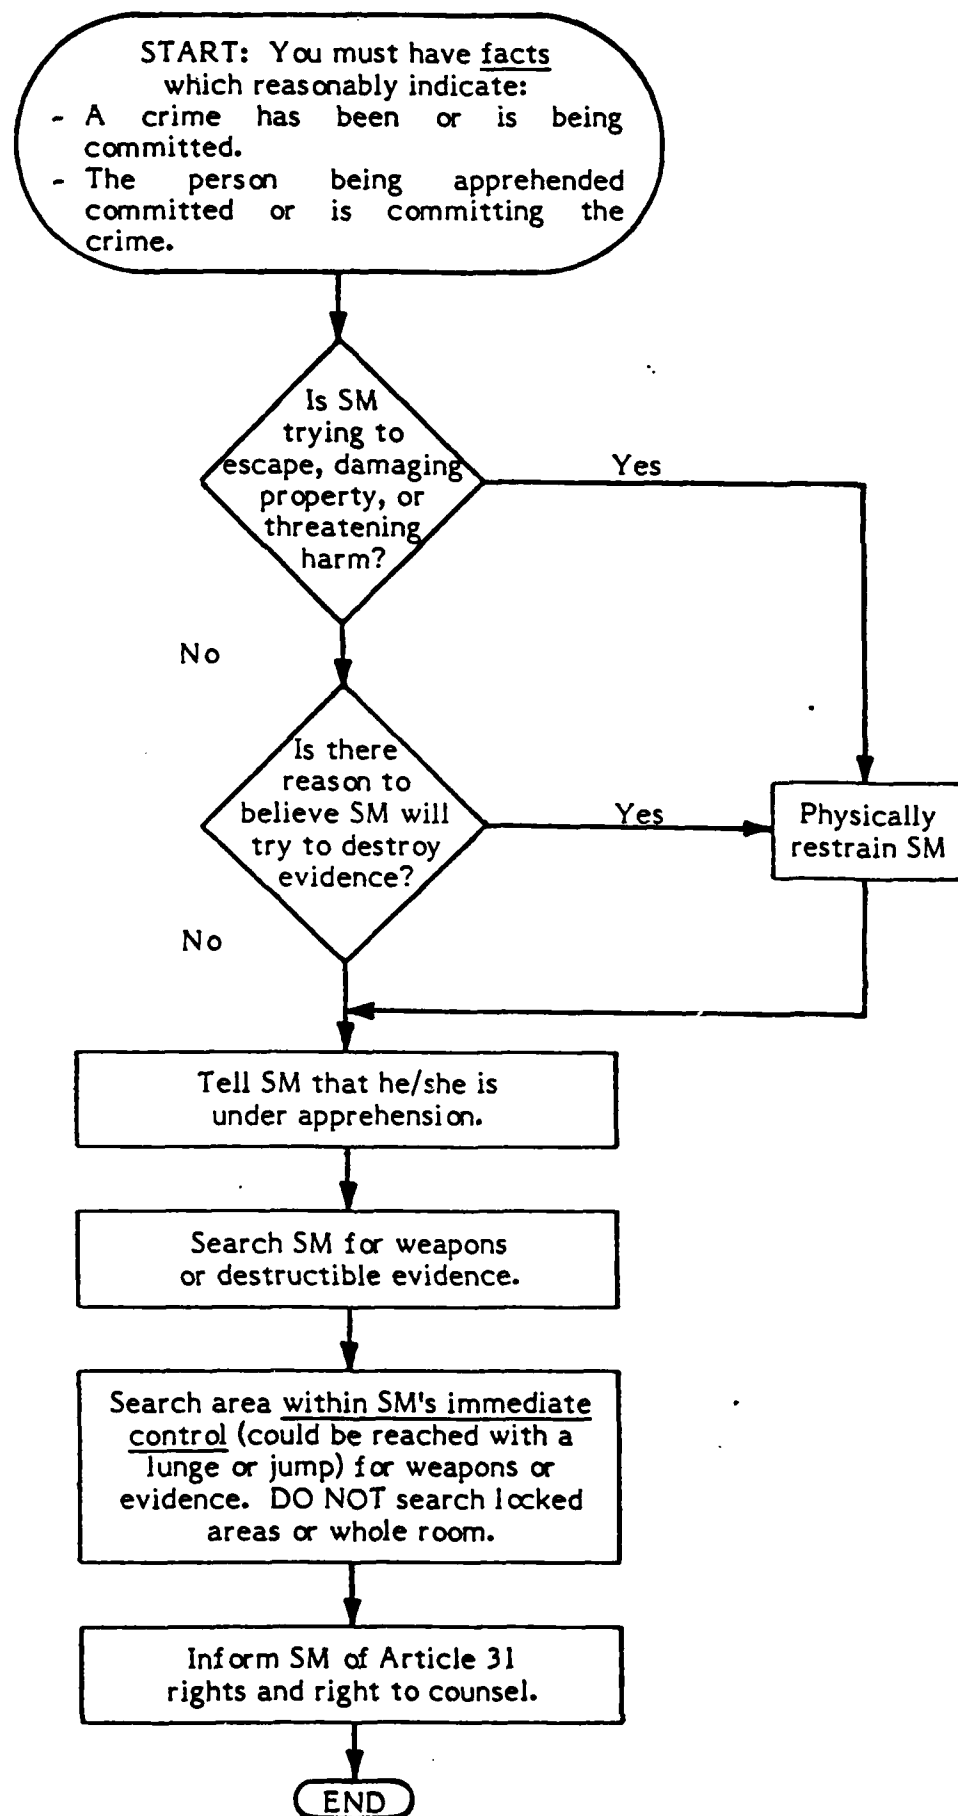 START: You must have facts
which reasonably indicate:
- A crime has been or is being
committed.
- The person being apprehended
committed or is committing the
crime.
Is SM
trying to
escape, damaging
property, or
threatening
harm?
Yes
No
Is there
reason to
believe SM will
try to destroy
evidence?
Yes
Physically
restrain SM
No
Tell SM that he/she is
under apprehension.
Search SM for weapons
or destructible evidence.
Search area within SM's immediate
control (could be reached with a
lunge or jump) for weapons or
evidence. DO NOT search locked
areas or whole room.
Inform SM of Article 31
rights and right to counsel.
END